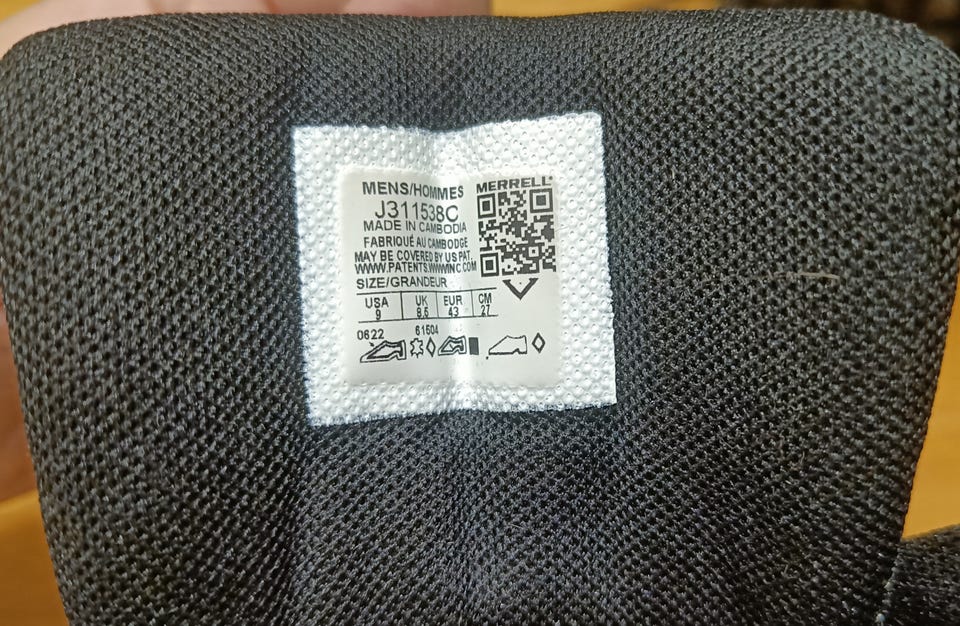 MENS/HOMMES
MERRELL
J311538C
MADE IN CAMBODIA
FABRIQUÉ AU CAMBODGE
MAY BE COVERED BY US PAT.
WWW.PATENTS.WWWINC.COM
SIZE/GRANDEUR
USA UK EUR CM
9 8.5 43 27
0622 61504